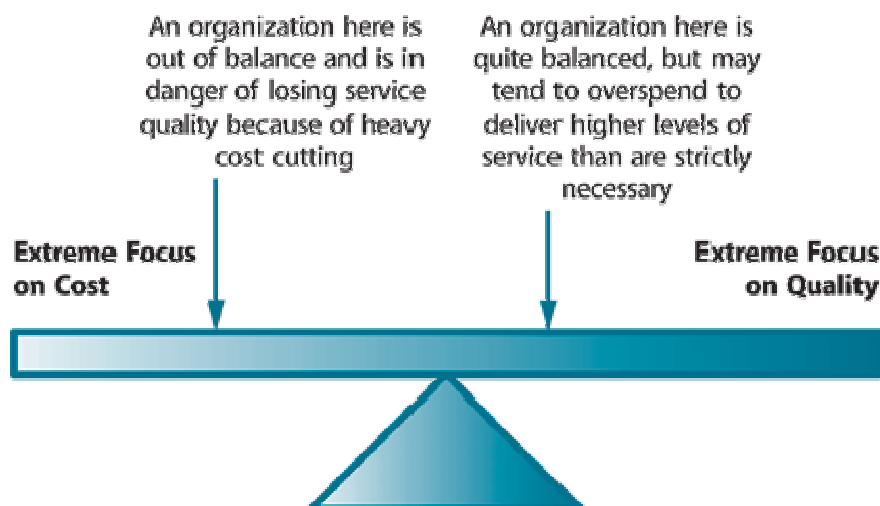 An organization here is
out of balance and is in
danger of losing service
quality because of heavy
cost cutting
An organization here is
quite balanced, but may
tend to overspend to
deliver higher levels of
service than are strictly
necessary
Extreme Focus
on Cost
Extreme Focus
on Quality